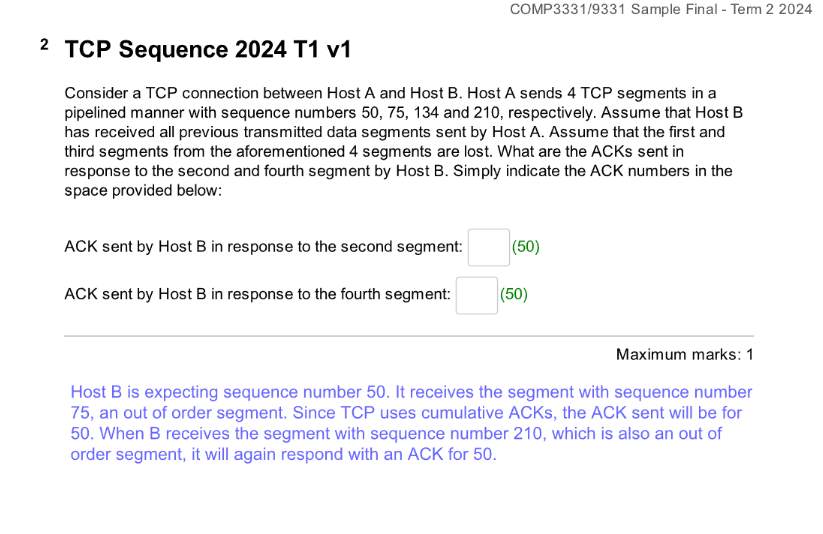 COMP3331/9331 Sample Final - Term 2 2024
2 TCP Sequence 2024 T1 v1
Consider a TCP connection between Host A and Host B. Host A sends 4 TCP segments in a
pipelined manner with sequence numbers 50, 75, 134 and 210, respectively. Assume that Host B
has received all previous transmitted data segments sent by Host A. Assume that the first and
third segments from the aforementioned 4 segments are lost. What are the ACKs sent in
response to the second and fourth segment by Host B. Simply indicate the ACK numbers in the
space provided below:
ACK sent by Host B in response to the second segment: (50)
ACK sent by Host B in response to the fourth segment: (50)
Maximum marks: 1
Host B is expecting sequence number 50. It receives the segment with sequence number
75, an out of order segment. Since TCP uses cumulative ACKs, the ACK sent will be for
50. When B receives the segment with sequence number 210, which is also an out of
order segment, it will again respond with an ACK for 50.